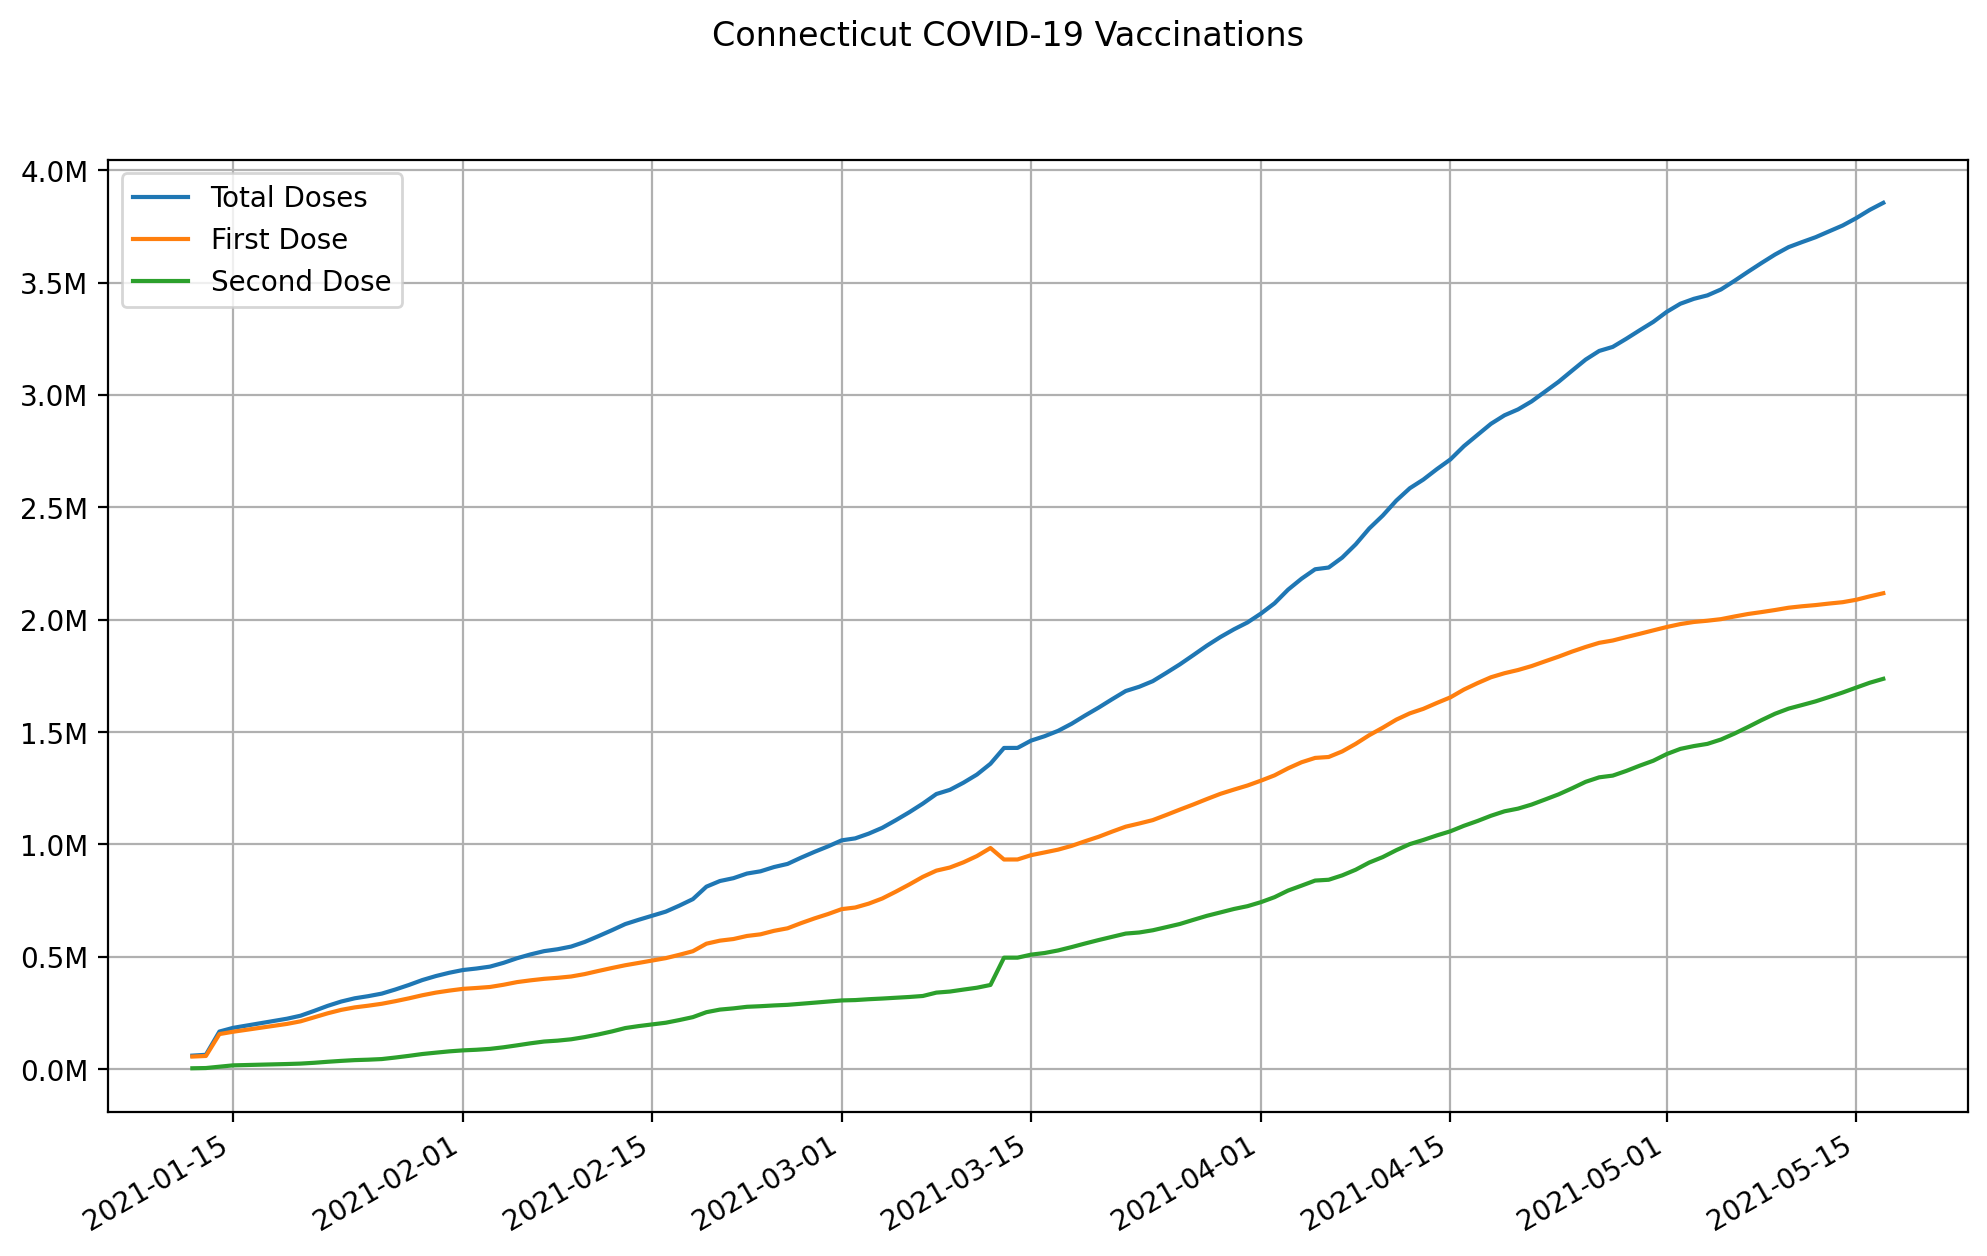 Connecticut COVID-19 Vaccinations
4.0M
3.5M
3.0M
2.5M
2.0M
1.5M
1.0M
0.5M
0.0M
Total Doses
First Dose
Second Dose
2021-01-15
2021-02-01
2021-02-15
2021-03-01
2021-03-15
2021-04-01
2021-04-15
2021-05-01
2021-05-15